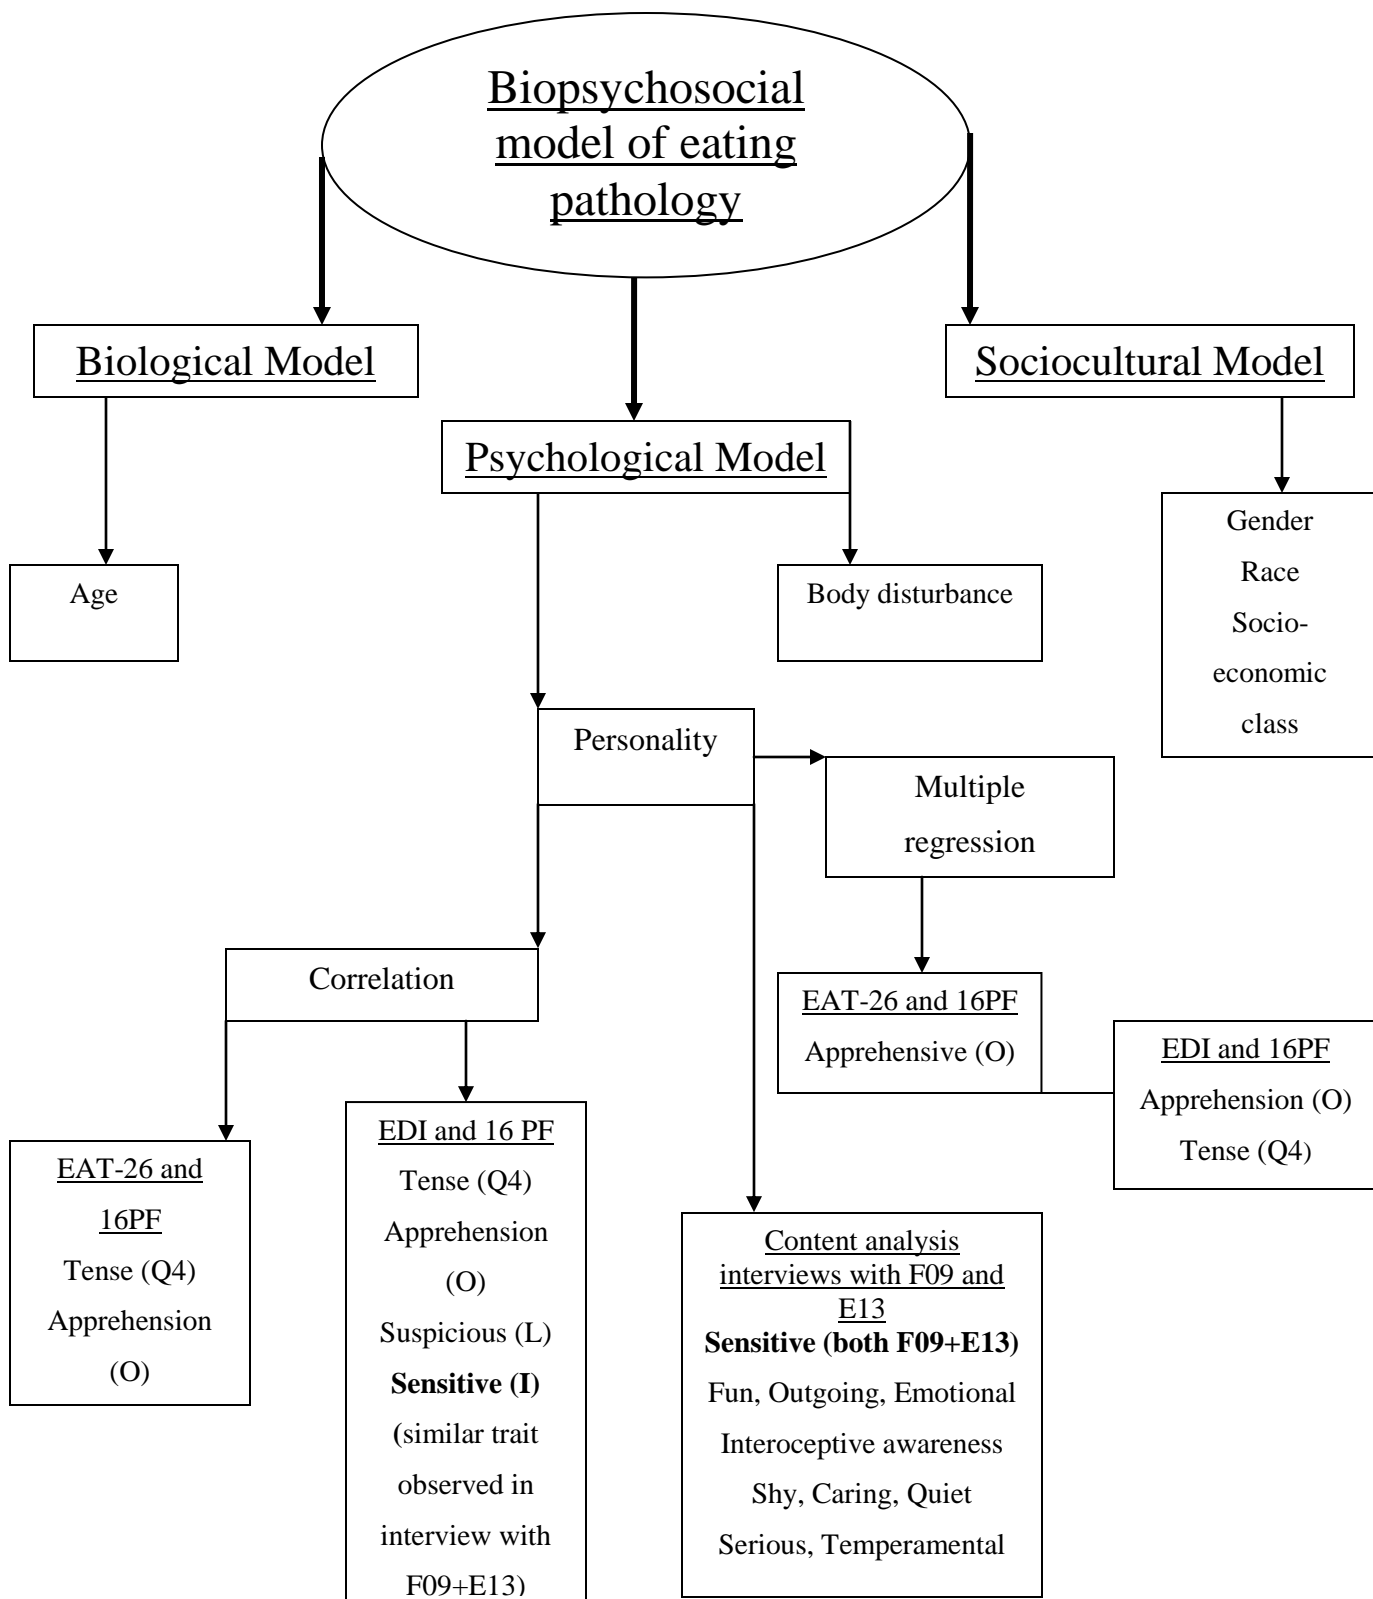 Biopsychosocial
model of eating
pathology
Biological Model
Sociocultural Model
Psychological Model
Gender
Race
Socio-
economic
class
Age
Body disturbance
Personality
Multiple
regression
Correlation
EAT-26 and 16PF
Apprehensive (O)
EDI and 16PF
Apprehension (O)
Tense (Q4)
EAT-26 and
16PF
Tense (Q4)
Apprehension
(O)
EDI and 16 PF
Tense (Q4)
Apprehension
(O)
Suspicious (L)
Sensitive (I)
(similar trait
observed in
interview with
F09+E13)
Content analysis
interviews with F09 and
E13
Sensitive (both F09+E13)
Fun, Outgoing, Emotional
Interoceptive awareness
Shy, Caring, Quiet
Serious, Temperamental